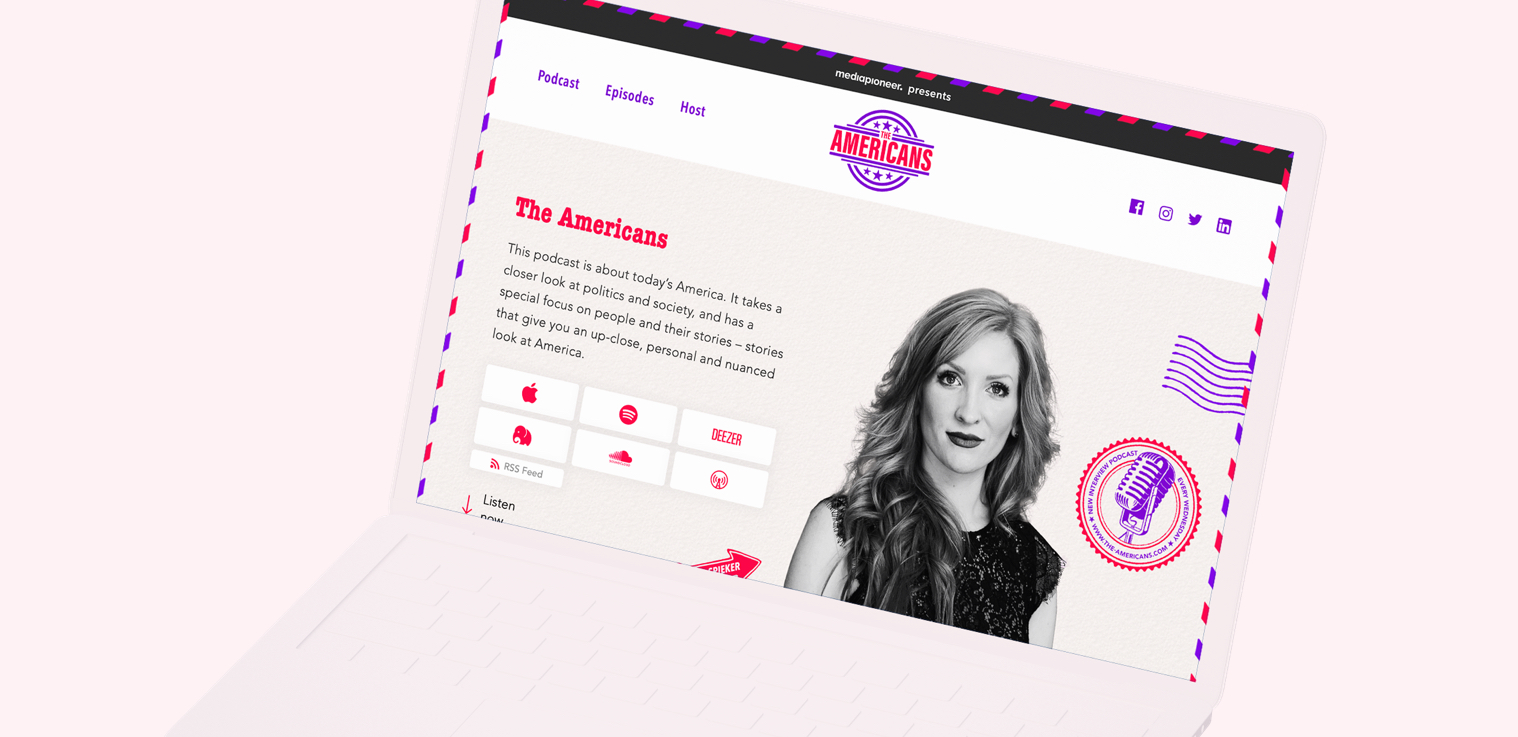 mediapioneer. presents
Podcast Episodes Host
THE
AMERICANS
The Americans
This podcast is about today's America. It takes a
closer look at politics and society, and has a
special focus on people and their stories – stories
that give you an up-close, personal and nuanced
look at America.
DEEZER
RSS Feed
Listen
now
NEW INTERVIEW PODCAST
EVERY WEDNESDAY
WWW.THE-AMERICANS.COM